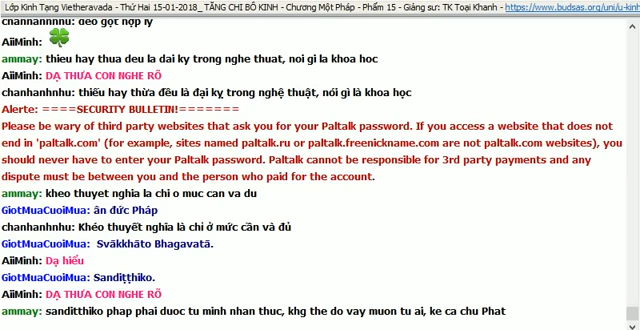 Lớp Kinh Tạng Vietheravada - Thứ Hai 15-01-2018_ TĂNG CHI BỘ KINH - Chương Một Pháp - Phẩm 15 - Giảng sư: TK Toại Khanh - https://www.budsas.org/uni/u-kinh
chanhanhnhu: đẽo gọt hợp lý
AiiMinh: 🍀
ammay: thieu hay thua deu la dai ky trong nghe thuat, noi gi la khoa hoc
AiiMinh: DẠ THƯA CON NGHE RÕ
chanhanhnhu: thiếu hay thừa đều là đại kỵ trong nghệ thuật, nói gì là khoa học
Alerte: ====SECURITY BULLETIN!=======
Please be wary of third party websites that ask you for your Paltalk password. If you access a website that does not
end in 'paltalk.com' (for example, sites named paltalk.ru or paltalk.freenickname.com are not paltalk.com websites), you
should never have to enter your Paltalk password. Paltalk cannot be responsible for 3rd party payments and any
dispute must be between you and the person who paid for the account.
ammay: kheo thuyet nghia la chi o muc can va du
GiotMuaCuoiMua: ân đức Pháp
chanhanhnhu: Khéo thuyết nghĩa là chỉ ở mức cần và đủ
GiotMuaCuoiMua: Svākkhāto Bhagavatā.
AiiMinh: Dạ hiểu
GiotMuaCuoiMua: Sandiṭṭhiko.
AiiMinh: DẠ THƯA CON NGHE RÕ
ammay: sanditthiko phap phai duoc tu minh nhan thuc, khg the do vay muon tu ai, ke ca chu Phat